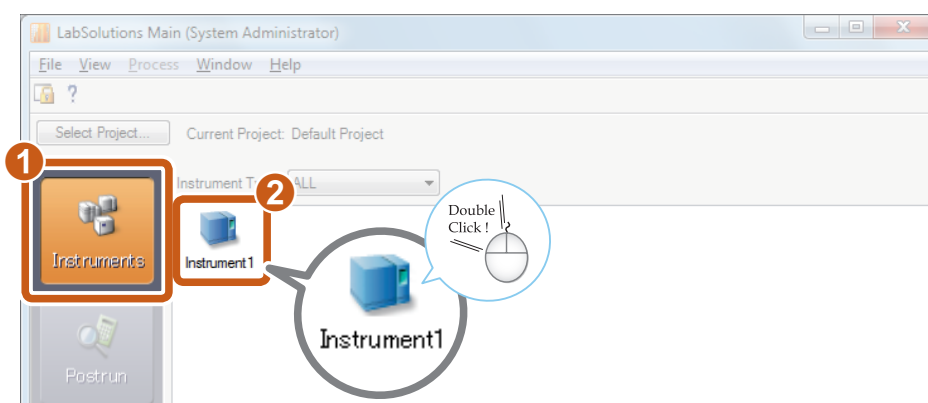 LabSolutions Main (System Administrator)
File View Process Window Help
?
Select Project... Current Project: Default Project
1
Instrument T 2 ALL
Instruments
Instrument1
Double
Click !
Instrument1
Postrun